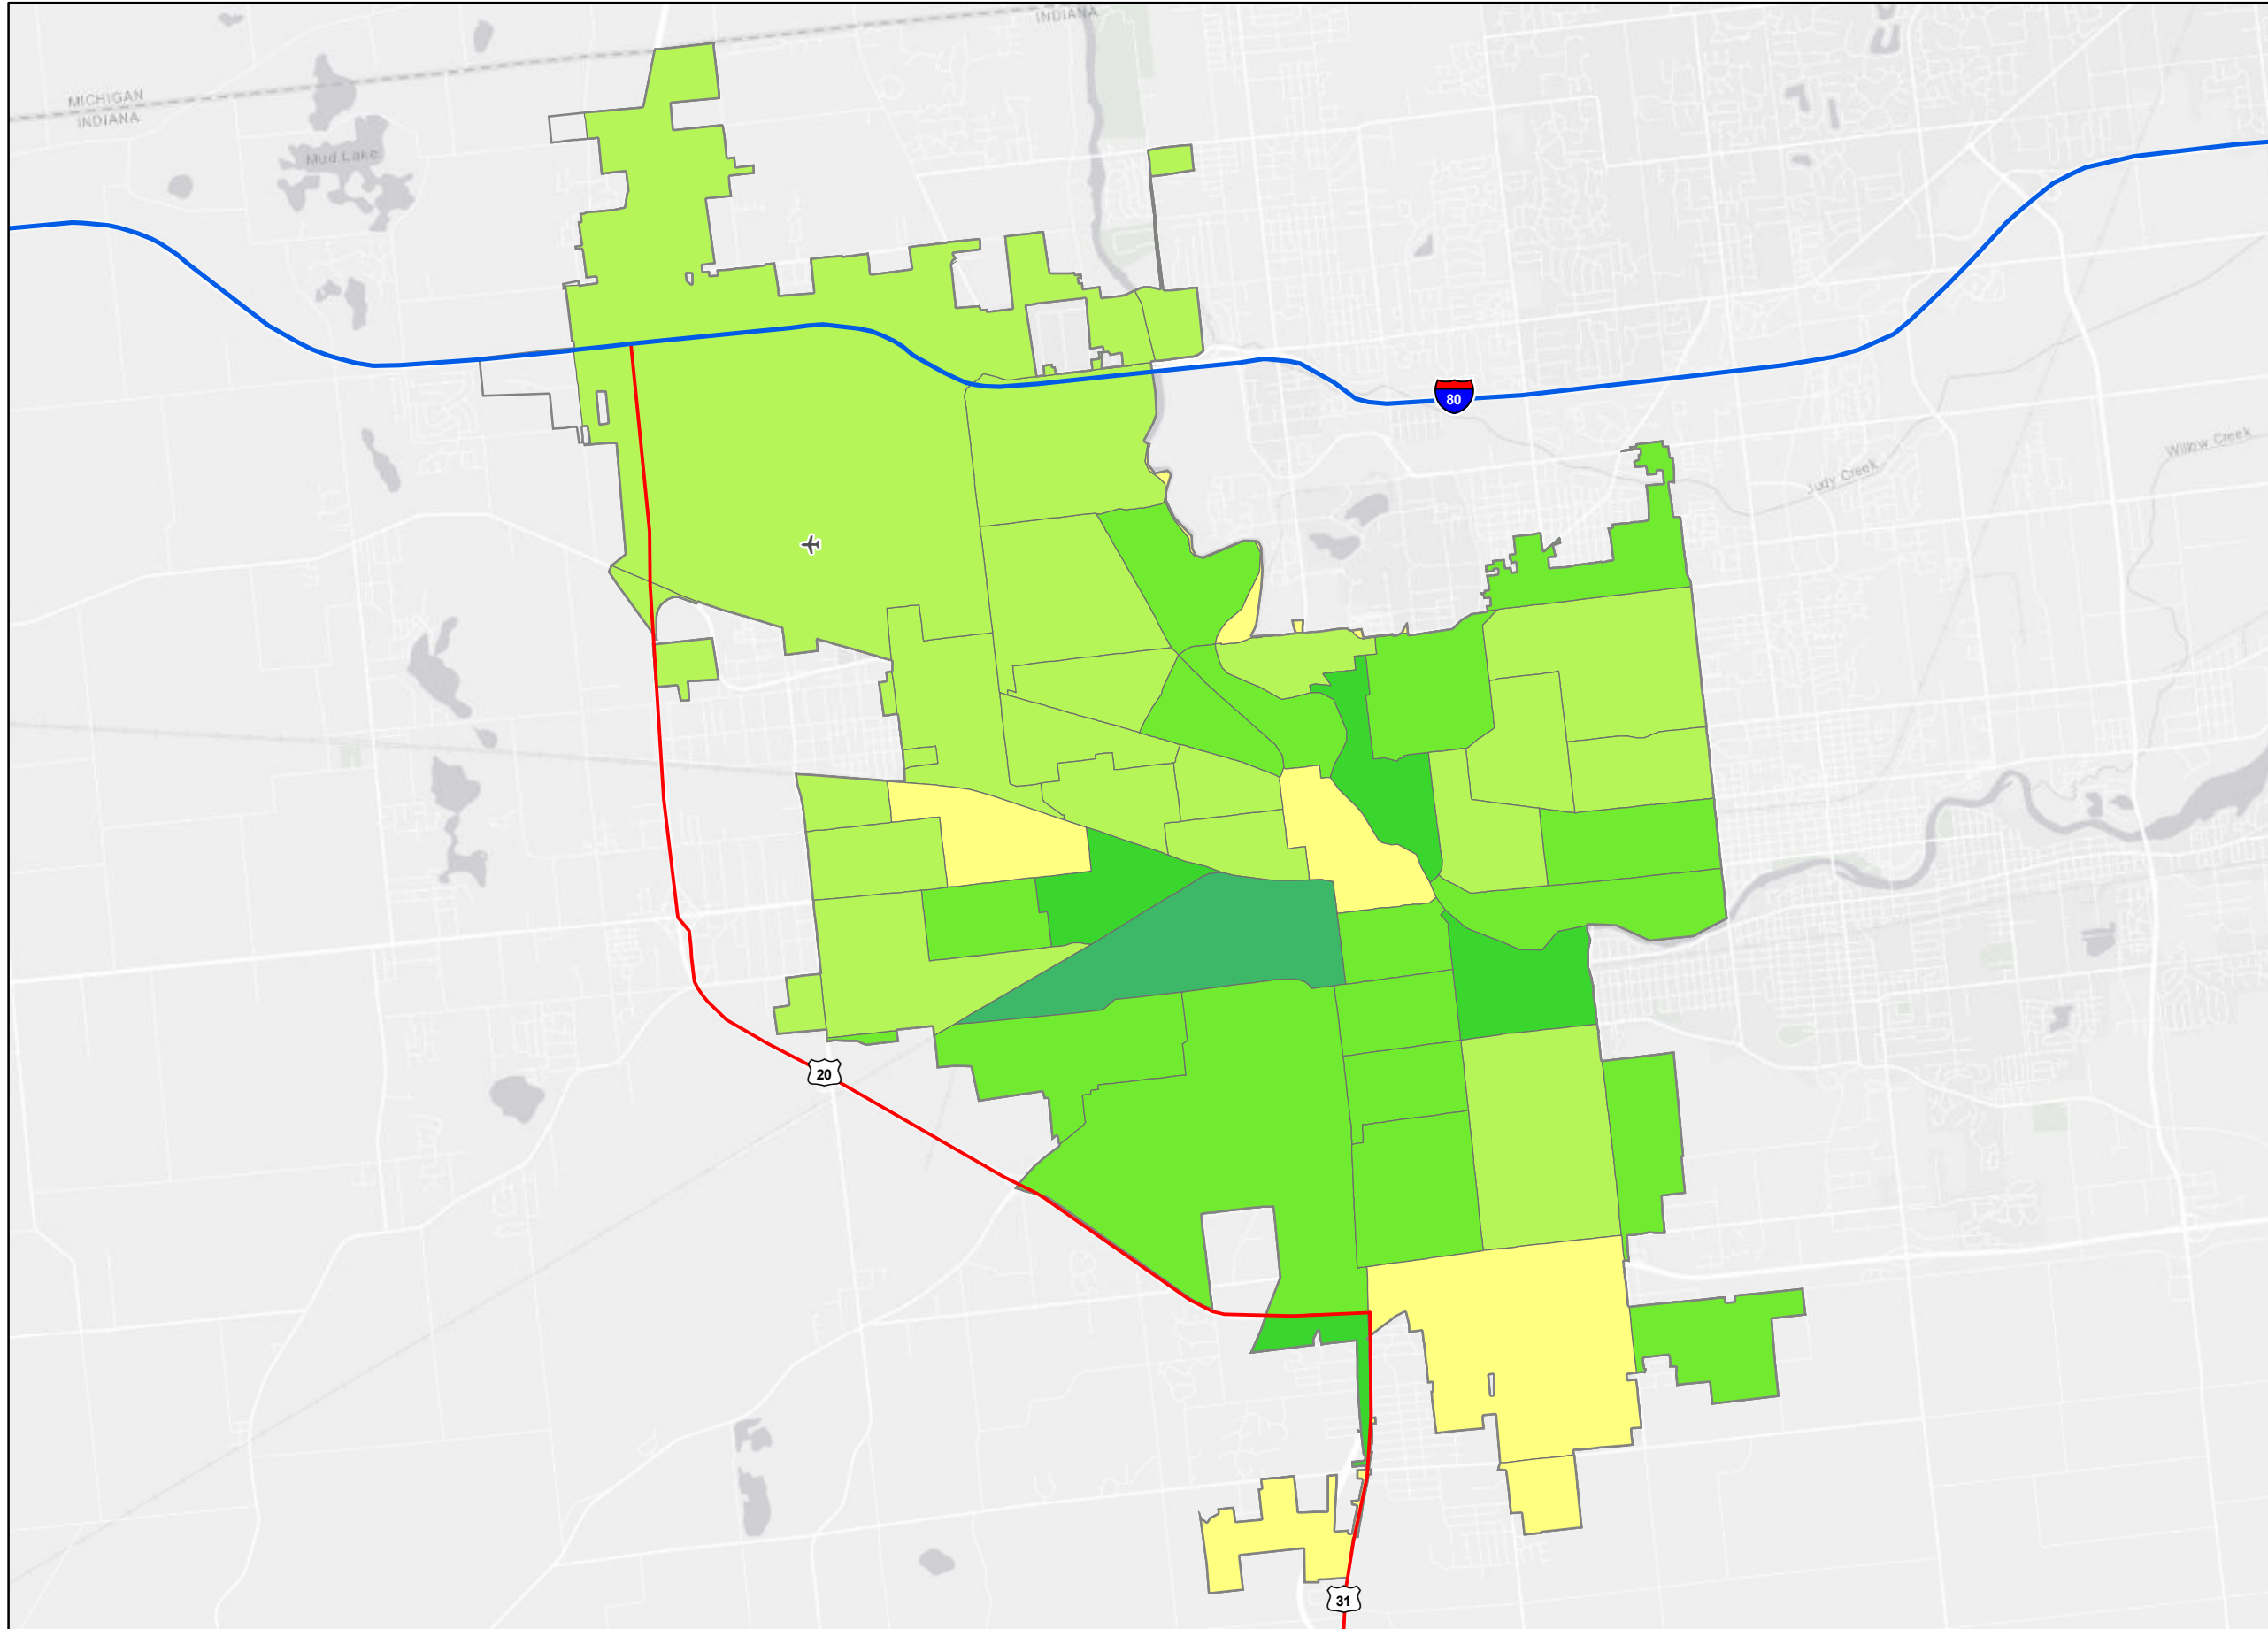 INDIANA
MICHIGAN
INDIANA
Mud Lake
80
Willow Creek
Judy Creek
20
31